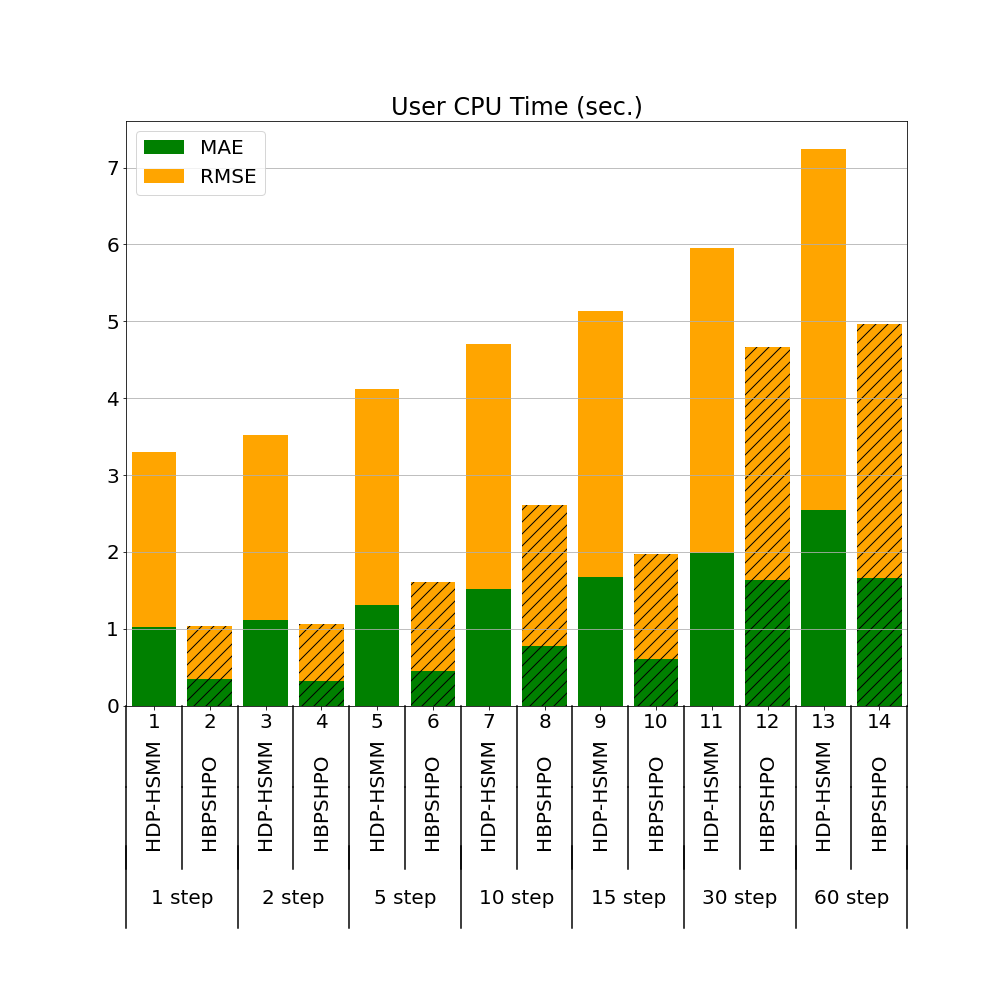 User CPU Time (sec.)
MAE
RMSE
7
6
5
4
3
2
1
0
1 2 3 4 5 6 7 8 9 10 11 12 13 14
HDP-HSMM HBPSHPO HDP-HSMM HBPSHPO HDP-HSMM HBPSHPO HDP-HSMM HBPSHPO HDP-HSMM HBPSHPO HDP-HSMM HBPSHPO HDP-HSMM HBPSHPO
1 step 2 step 5 step 10 step 15 step 30 step 60 step